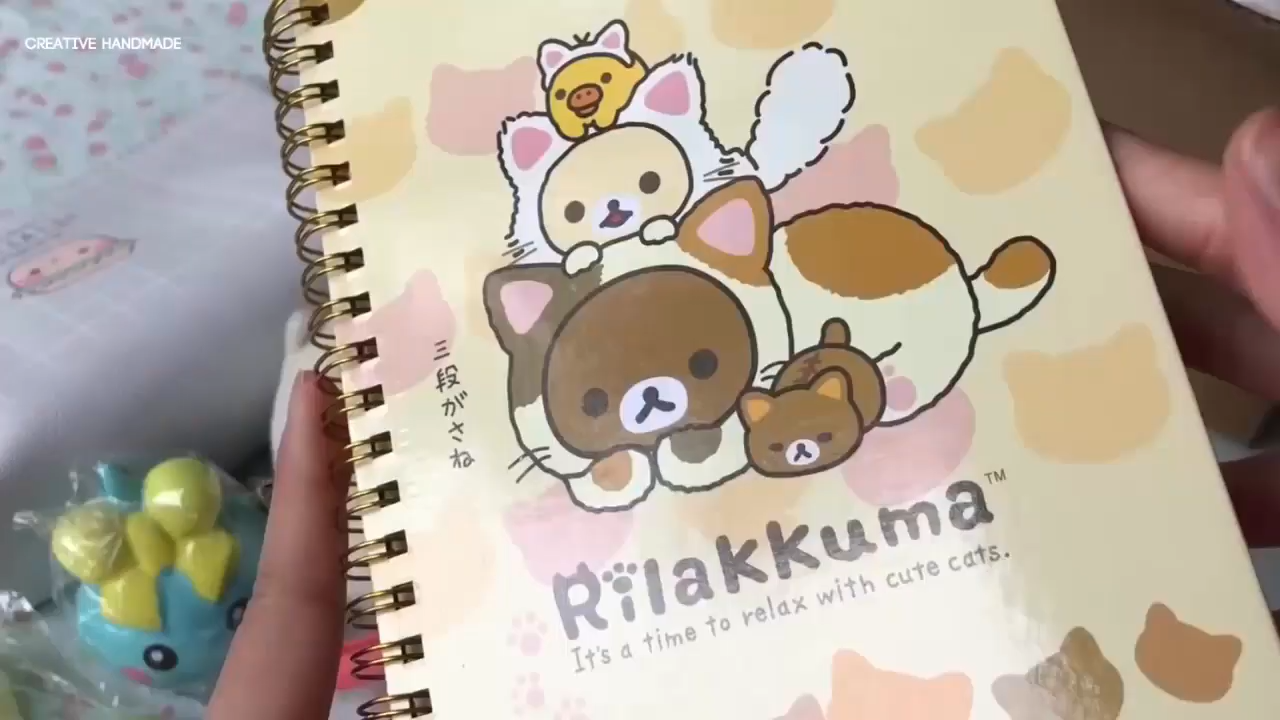 CREATIVE HANDMADE
三段がさね
Rilakkuma™
It's a time to relax with cute cats.